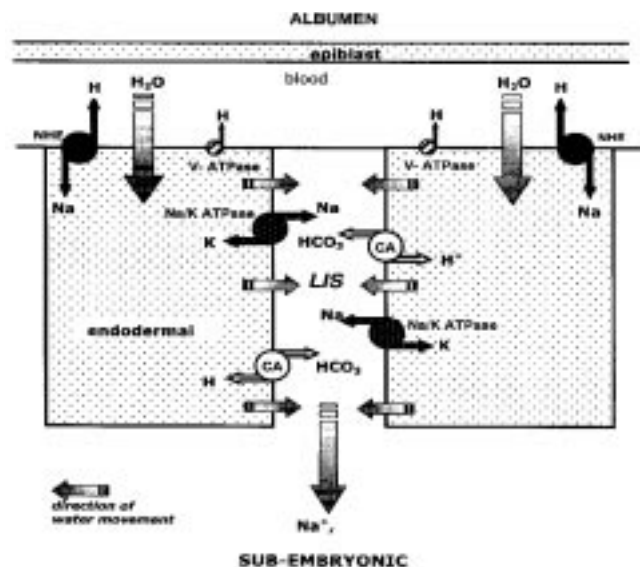 ALBUMEN
epiblast
blood
H H₂O H H H₂O H
NHE NHE
V- ATPase V- ATPase
Na Na
Na/K ATPase Na
K HCO₃ CA
H⁺
LIS
Na Na/K ATPase
endodermal K
CA
H HCO₃
direction of
water movement
Na⁺,
SUB-EMBRYONIC